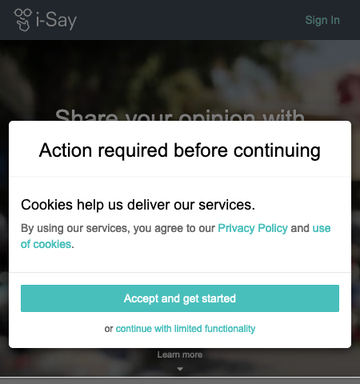 i-Say
Sign In
Share your opinion with
Action required before continuing
Cookies help us deliver our services.
By using our services, you agree to our Privacy Policy and use
of cookies.
Accept and get started
or continue with limited functionality
Learn more